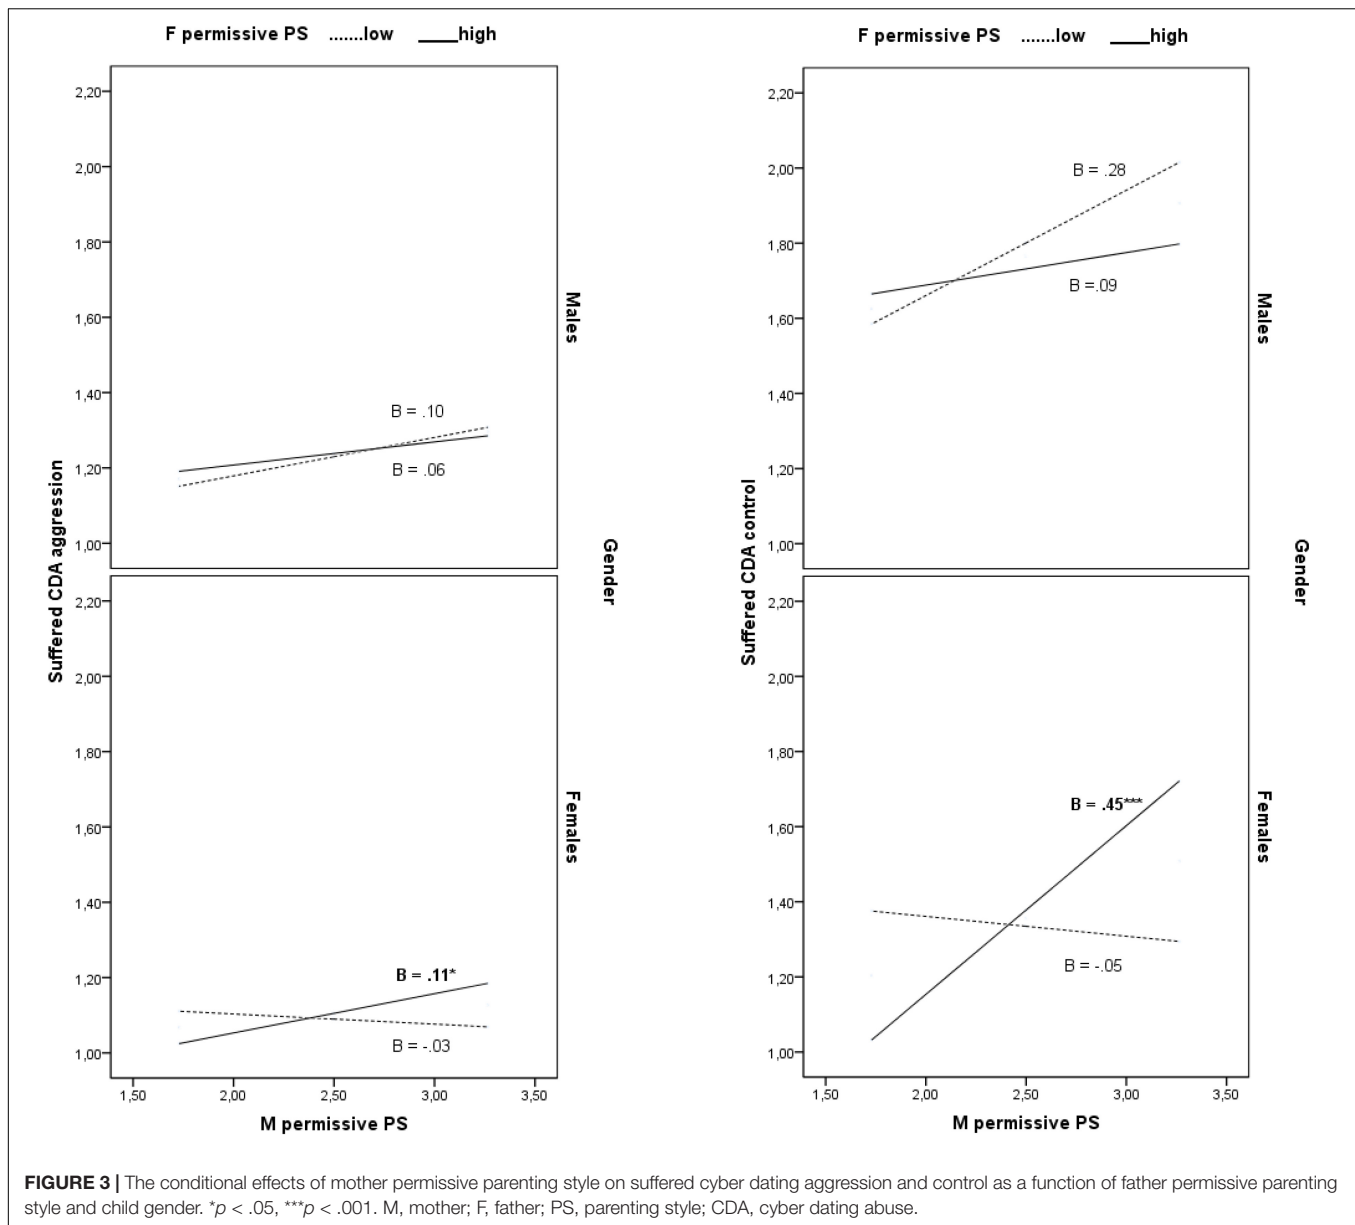 F permissive PS .......low ____high
2,20
2,00
1,80
1,60
1,40
1,20
1,00
B = .10
B = .06
Males
2,20
2,00
1,80
1,60
1,40
1,20
1,00
B = .11*
B = -.03
Females
Suffered CDA aggression
Gender
1,50 2,00 2,50 3,00 3,50
M permissive PS
F permissive PS .......low ____high
2,20
2,00
1,80
1,60
1,40
1,20
1,00
B = .28
B =.09
Males
2,20
2,00
1,80
1,60
1,40
1,20
1,00
B = .45***
B = -.05
Females
Suffered CDA control
Gender
1,50 2,00 2,50 3,00 3,50
M permissive PS
FIGURE 3 | The conditional effects of mother permissive parenting style on suffered cyber dating aggression and control as a function of father permissive parenting
style and child gender. *p < .05, ***p < .001. M, mother; F, father; PS, parenting style; CDA, cyber dating abuse.